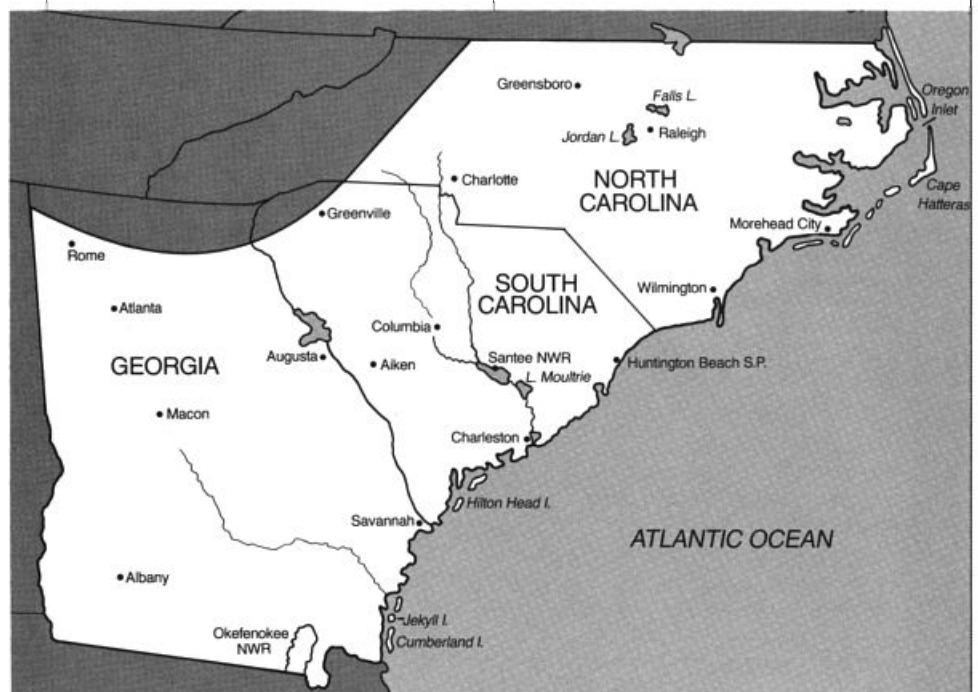 Greensboro
Falls L.
Oregon
Inlet
Jordan L.
Raleigh
Charlotte
NORTH
CAROLINA
Cape
Hatteras
Greenville
Morehead City
Rome
SOUTH
CAROLINA
Wilmington
Atlanta
Columbia
GEORGIA
Augusta
Aiken
Santee NWR
Huntington Beach S.P.
L. Moultrie
Macon
Charleston
Hilton Head I.
Savannah
ATLANTIC OCEAN
Albany
Jekyll I.
Okefenokee
NWR
Cumberland I.